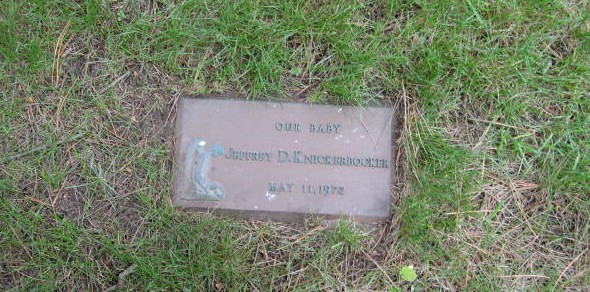 OUR BABY
JEFFREY D. KNICKERBOCKER
MAY 11, 1972